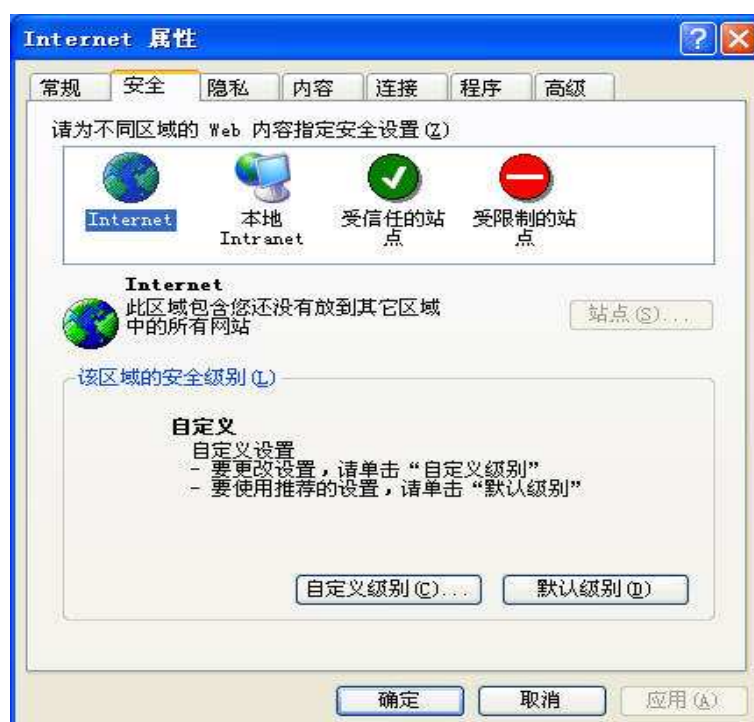 Internet 属性
常规 安全 隐私 内容 连接 程序 高级
请为不同区域的 Web 内容指定安全设置(Z)
Internet
本地
Intranet
受信任的站
点
受限制的站
点
Internet
此区域包含您还没有放到其它区域
中的所有网站
站点(S)...
该区域的安全级别(L)
自定义
自定义设置
- 要更改设置，请单击“自定义级别”
- 要使用推荐的设置，请单击“默认级别”
自定义级别(C)... 默认级别(D)
确定 取消 应用(A)